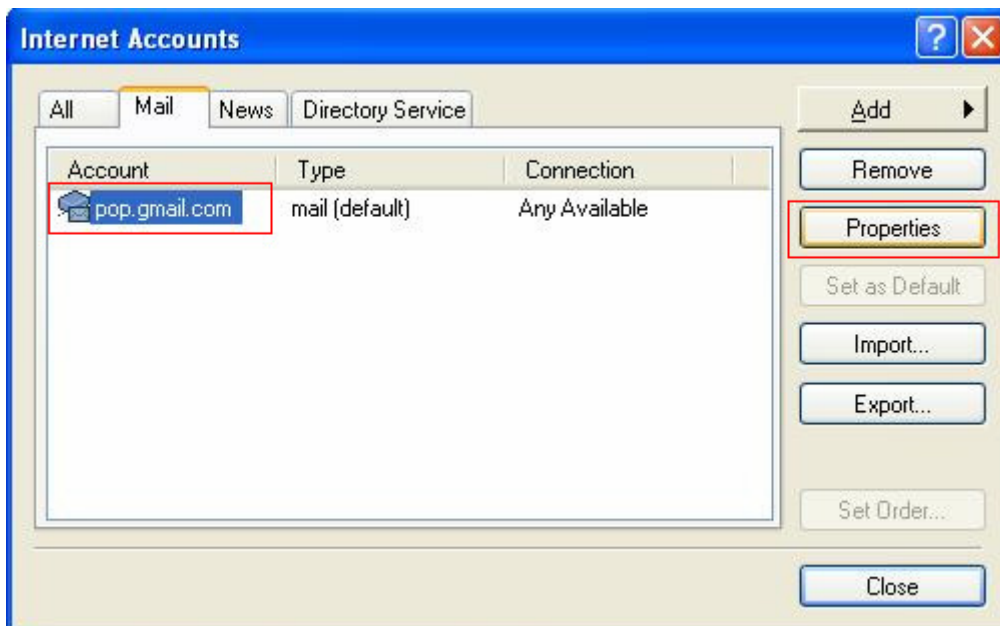 Internet Accounts
All Mail News Directory Service
Account Type Connection
pop.gmail.com mail (default) Any Available
Add
Remove
Properties
Set as Default
Import...
Export...
Set Order...
Close